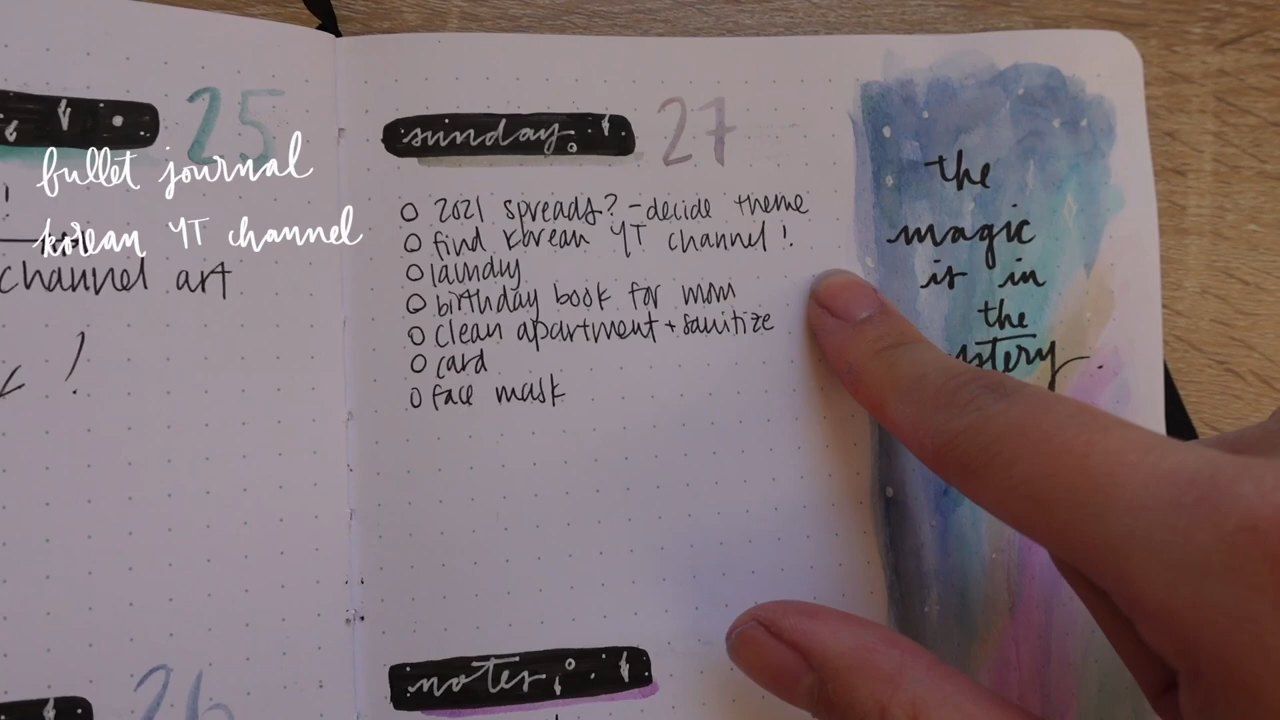 25
bullet journal
korean YT channel
channel art
!
sunday
27
2021 spreads? - decide theme
find korean YT channel!
laundry
birthday book for mom
clean apartment + sanitize
card
face mask
notes
26
the
magic
is in
the